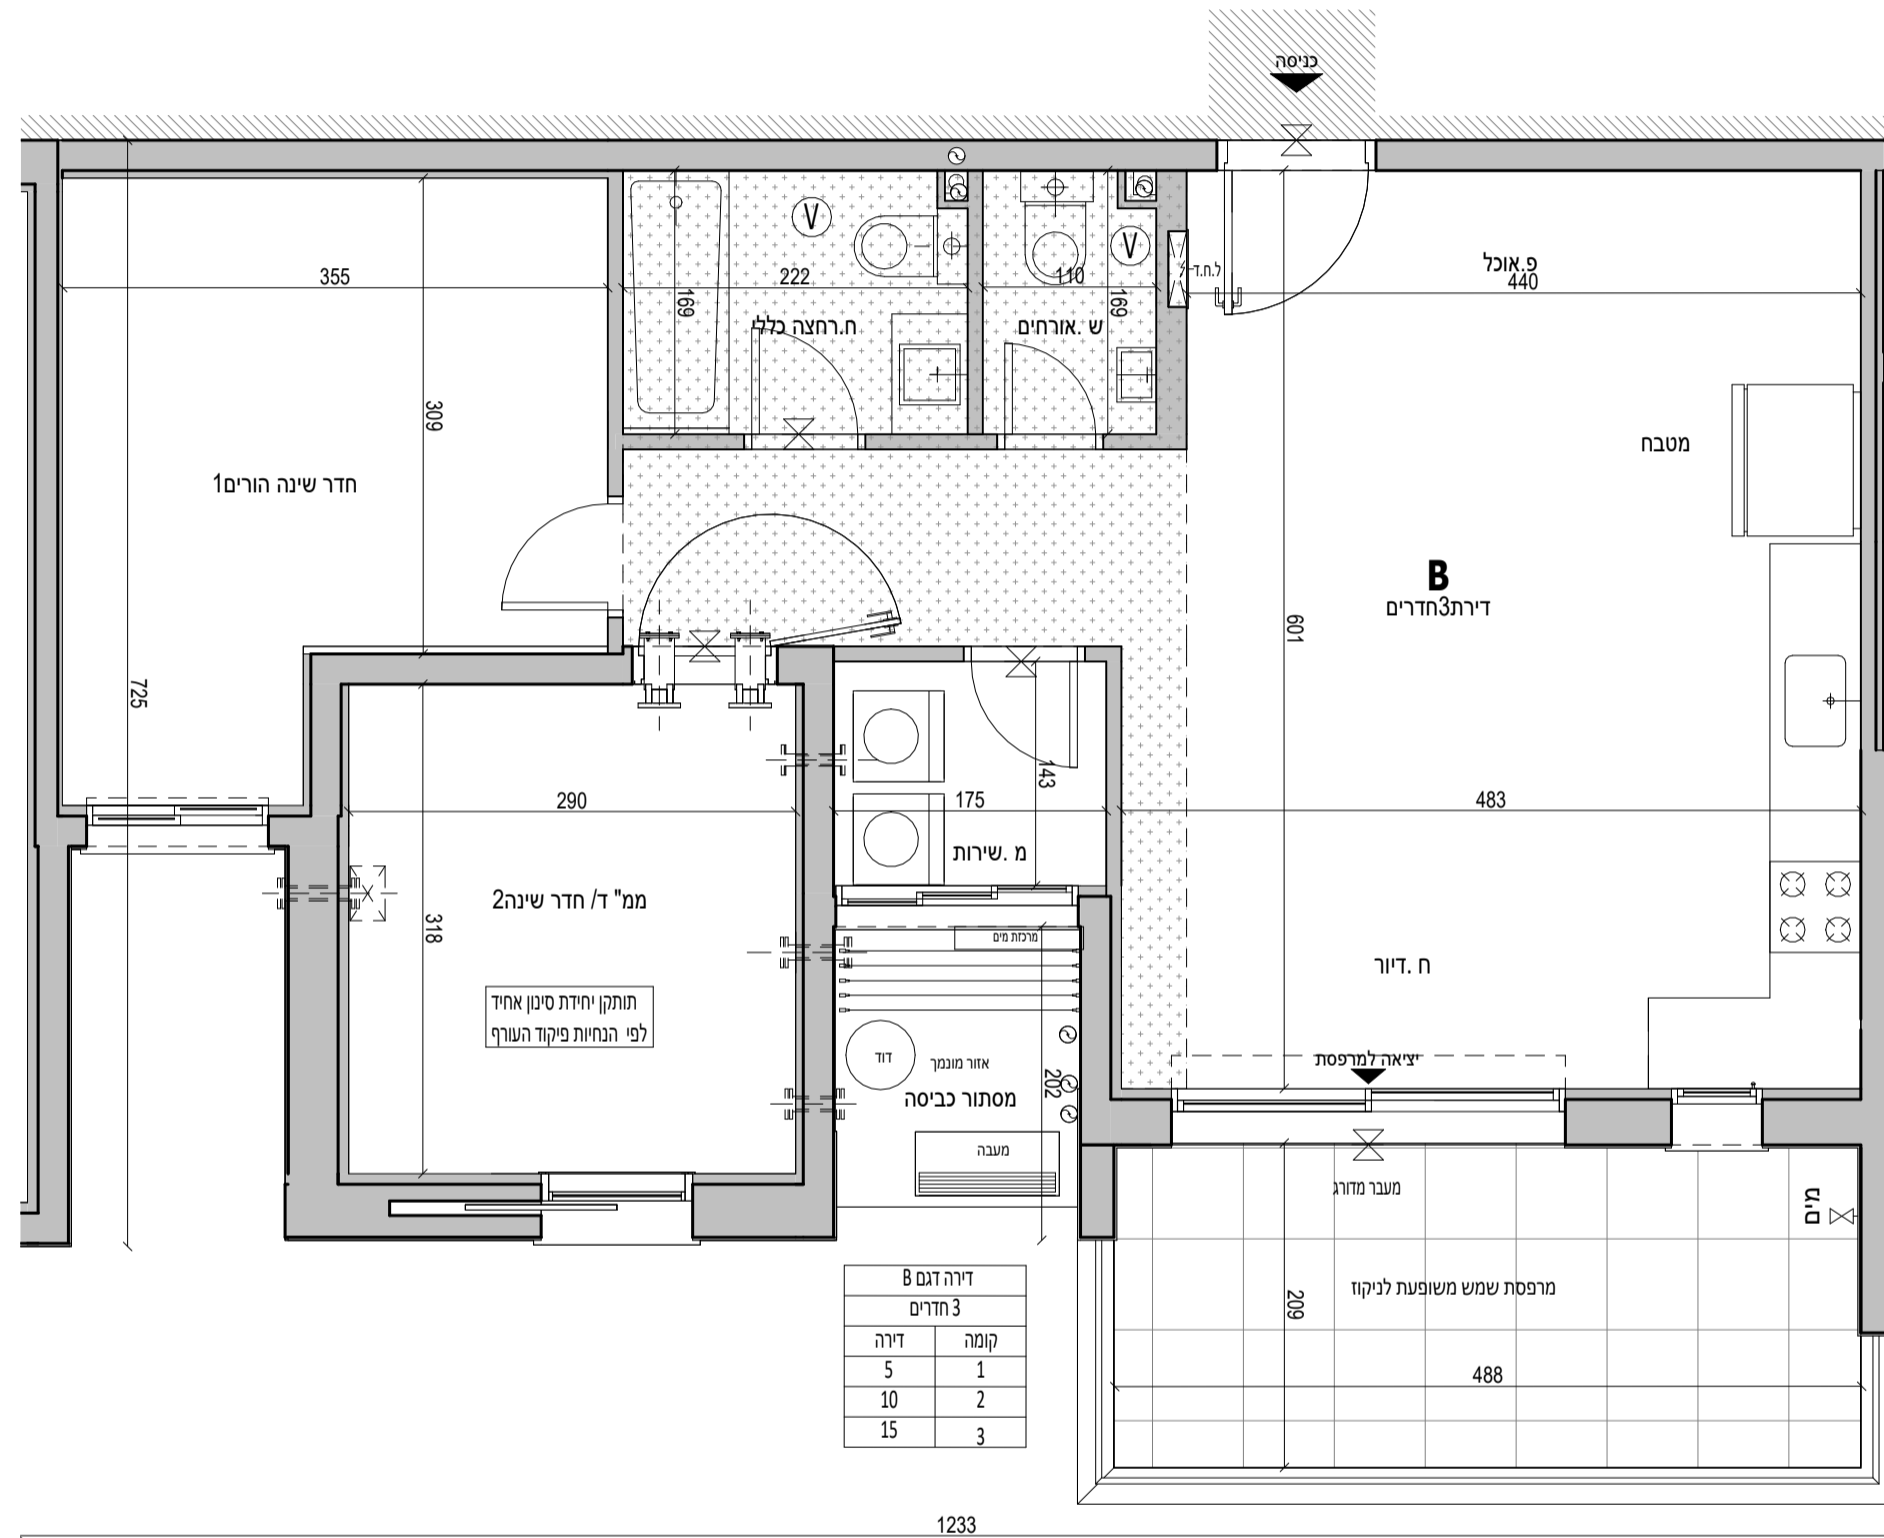 כניסה
פ.אוכל
440
355
222
110
169
169
ל.ח.ד
ח.רחצה כללי
ש .אורחים
309
מטבח
חדר שינה הורים1
B
דירת3חדרים
601
725
290
175
143
483
מ .שירות
ממ" ד/ חדר שינה2
318
מרכזת מים
ח .דיור
תותקן יחידת סינון אחיד
לפי הנחיות פיקוד העורף
דוד
אזור מונמך
202
מסתור כביסה
יציאה למרפסת
מעבה
מעבר מדורג
מים
מרפסת שמש משופעת לניקוז
209
488
דירה דגם B
3 חדרים
קומה דירה
1 5
2 10
3 15
1233
V
V